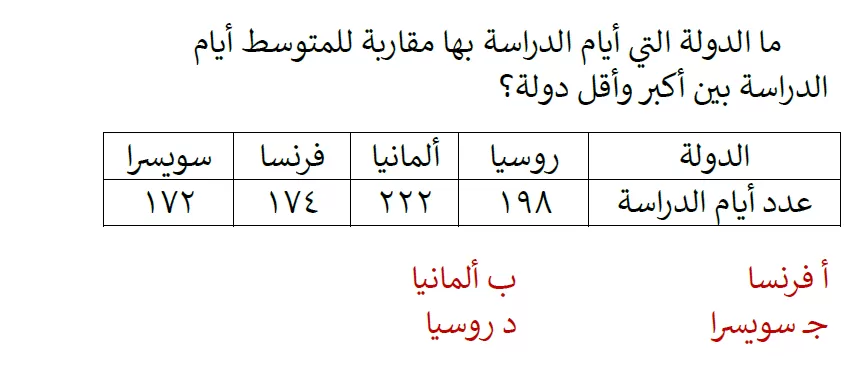 ما الدولة التي أيام الدراسة بها مقاربة للمتوسط أيام
الدراسة بين أكبر وأقل دولة؟
الدولة روسيا ألمانيا فرنسا سويسرا
عدد أيام الدراسة ١٩٨ ٢٢٢ ١٧٤ ١٧٢
أ فرنسا ب ألمانيا
جـ سويسرا د روسيا